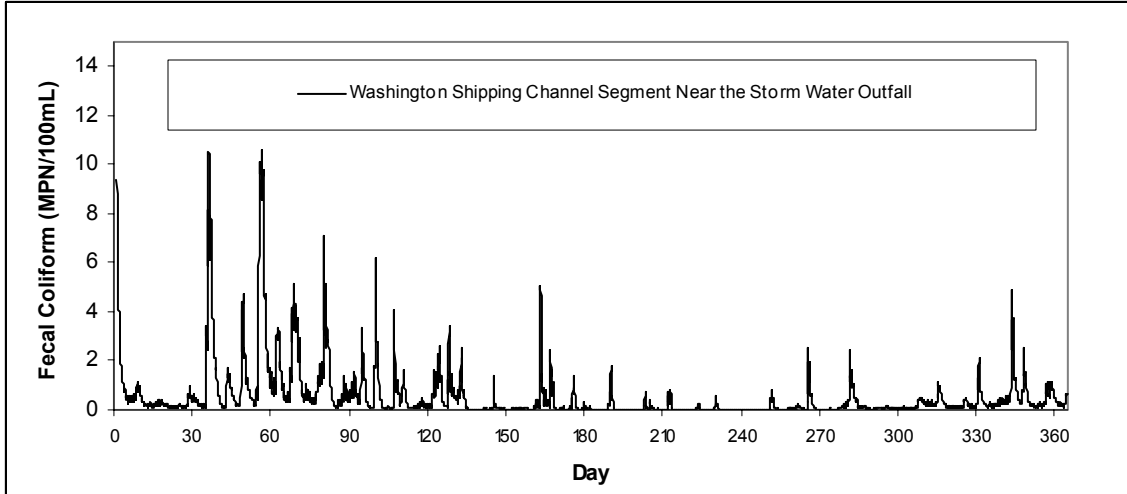 14
Washington Shipping Channel Segment Near the Storm Water Outfall
12
10
8
6
4
2
0
Fecal Coliform (MPN/100mL)
0 30 60 90 120 150 180 210 240 270 300 330 360
Day